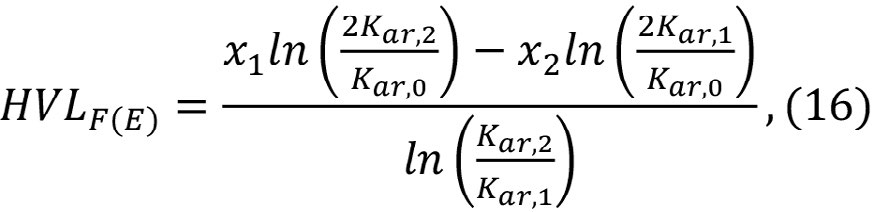 HVL_{F(E)} = \frac{x_1 ln\left(\frac{2K_{ar,2}}{K_{ar,0}}\right) - x_2 ln\left(\frac{2K_{ar,1}}{K_{ar,0}}\right)}{ln\left(\frac{K_{ar,2}}{K_{ar,1}}\right)}, (16)